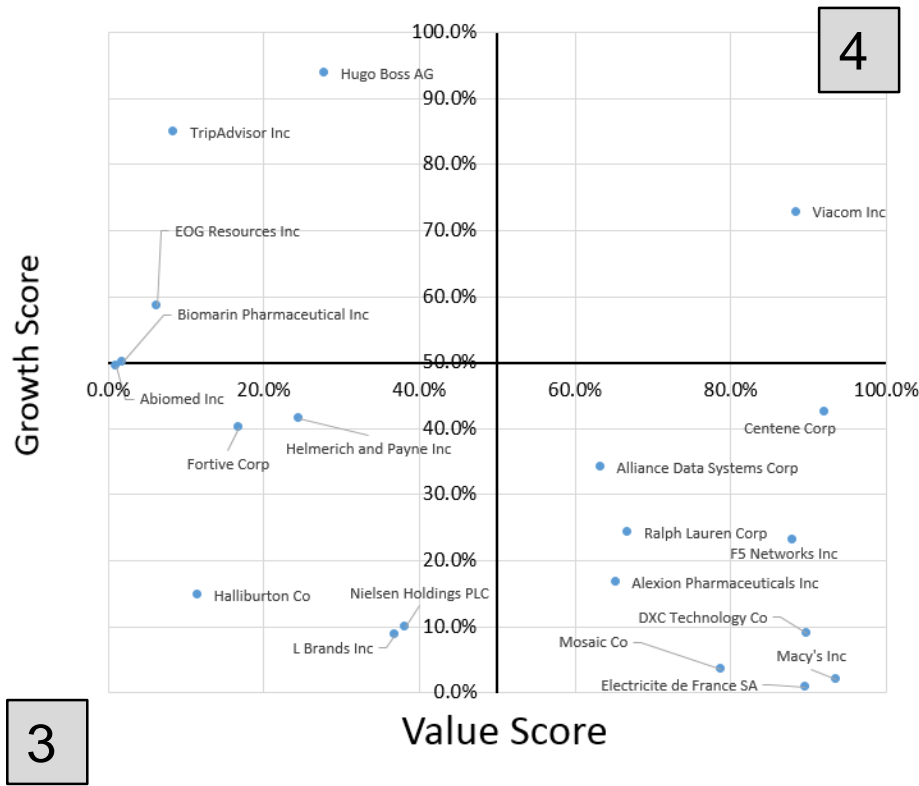 100.0%
4
Hugo Boss AG
90.0%
TripAdvisor Inc
80.0%
Viacom Inc
70.0%
EOG Resources Inc
60.0%
Biomarin Pharmaceutical Inc
50.0%
0.0% 20.0% 40.0% 60.0% 80.0% 100.0%
Abiomed Inc
40.0%
Centene Corp
Helmerich and Payne Inc
Fortive Corp
Alliance Data Systems Corp
30.0%
Ralph Lauren Corp
F5 Networks Inc
20.0%
Alexion Pharmaceuticals Inc
Halliburton Co
Nielsen Holdings PLC
10.0%
DXC Technology Co
Mosaic Co
L Brands Inc
Macy's Inc
Electricite de France SA
0.0%
Growth Score
Value Score
3